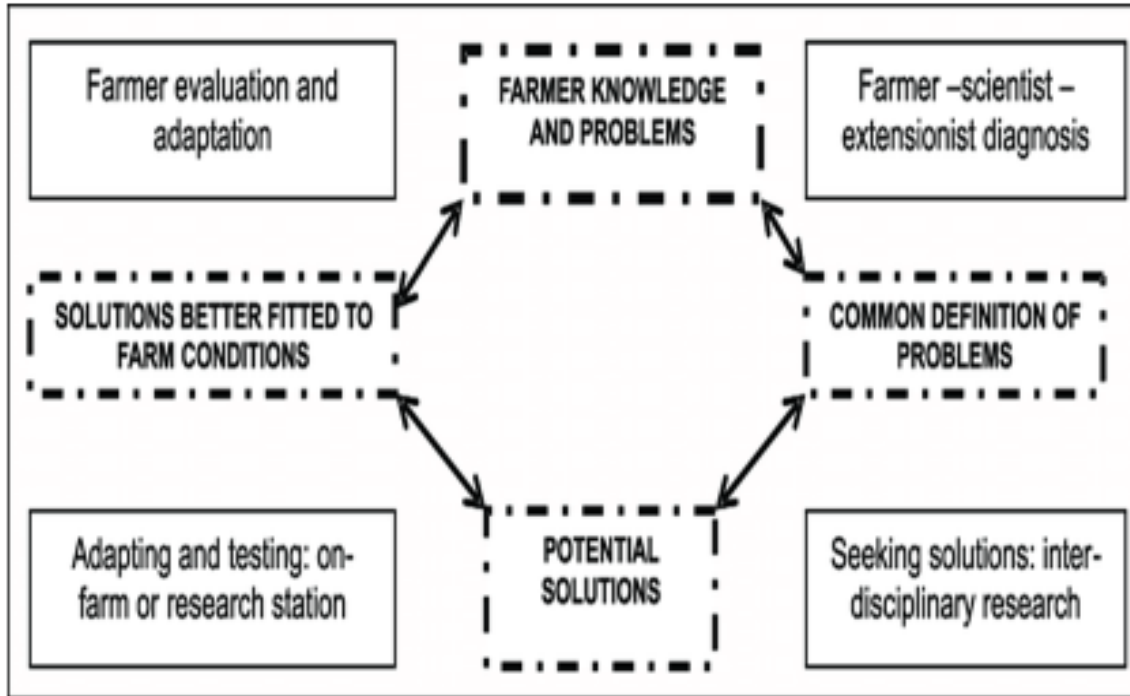 Farmer evaluation and
adaptation
FARMER KNOWLEDGE
AND PROBLEMS
Farmer –scientist –
extensionist diagnosis
SOLUTIONS BETTER FITTED TO
FARM CONDITIONS
COMMON DEFINITION OF
PROBLEMS
Adapting and testing: on-
farm or research station
POTENTIAL
SOLUTIONS
Seeking solutions: inter-
disciplinary research